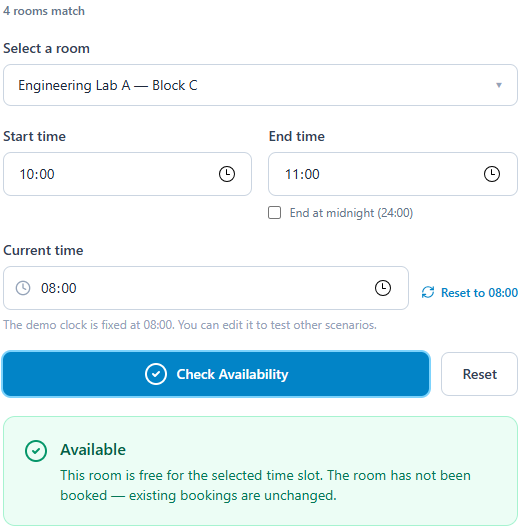 4 rooms match
Select a room
Engineering Lab A — Block C
Start time
End time
10:00
11:00
End at midnight (24:00)
Current time
08:00
Reset to 08:00
The demo clock is fixed at 08:00. You can edit it to test other scenarios.
Check Availability
Reset
Available
This room is free for the selected time slot. The room has not been
booked — existing bookings are unchanged.